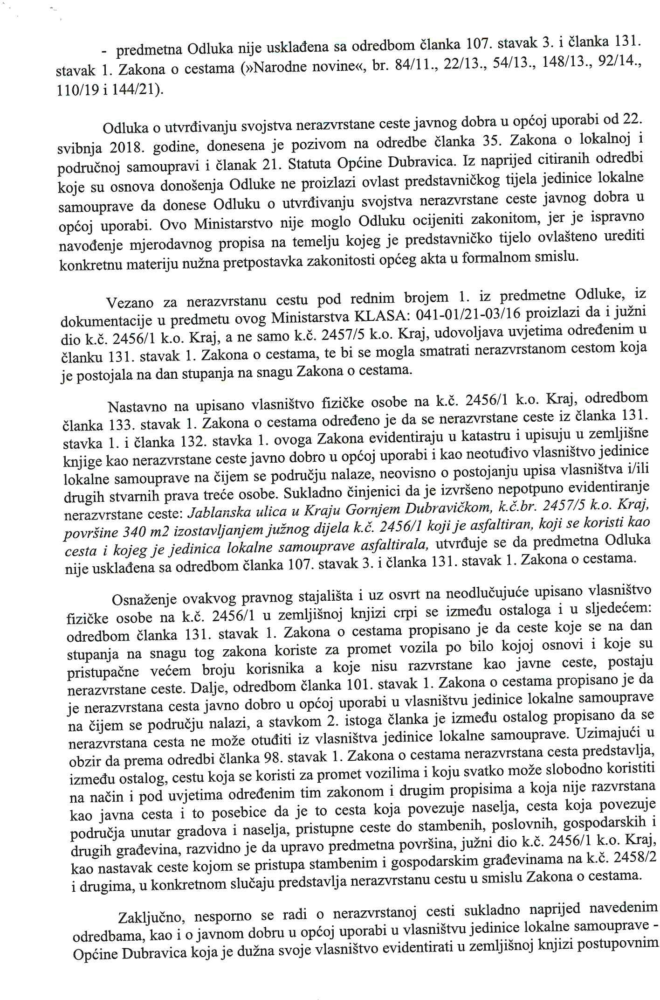 - predmetna Odluka nije usklađena sa odredbom članka 107. stavak 3. i članka 131.
stavak 1. Zakona o cestama (»Narodne novine«, br. 84/11., 22/13., 54/13., 148/13., 92/14.,
110/19 i 144/21).
Odluka o utvrđivanju svojstva nerazvrstane ceste javnog dobra u općoj uporabi od 22.
svibnja 2018. godine, donesena je pozivom na odredbe članka 35. Zakona o lokalnoj i
područnoj samoupravi i članak 21. Statuta Općine Dubravica. Iz naprijed citiranih odredbi
koje su osnova donošenja Odluke ne proizlazi ovlast predstavničkog tijela jedinice lokalne
samouprave da donese Odluku o utvrđivanju svojstva nerazvrstane ceste javnog dobra u
općoj uporabi. Ovo Ministarstvo nije moglo Odluku ocijeniti zakonitom, jer je ispravno
navođenje mjerodavnog propisa na temelju kojeg je predstavničko tijelo ovlašteno urediti
konkretnu materiju nužna pretpostavka zakonitosti općeg akta u formalnom smislu.
Vezano za nerazvrstanu cestu pod rednim brojem 1. iz predmetne Odluke, iz
dokumentacije u predmetu ovog Ministarstva KLASA: 041-01/21-03/16 proizlazi da i južni
dio k.č. 2456/1 k.o. Kraj, a ne samo k.č. 2457/5 k.o. Kraj, udovoljava uvjetima određenim u
članku 131. stavak 1. Zakona o cestama, te bi se mogla smatrati nerazvrstanom cestom koja
je postojala na dan stupanja na snagu Zakona o cestama.
Nastavno na upisano vlasništvo fizičke osobe na k.č. 2456/1 k.o. Kraj, odredbom
članka 133. stavak 1. Zakona o cestama određeno je da se nerazvrstane ceste iz članka 131.
stavka 1. i članka 132. stavka 1. ovoga Zakona evidentiraju u katastru i upisuju u zemljišne
knjige kao nerazvrstane ceste javno dobro u općoj uporabi i kao neotuđivo vlasništvo jedinice
lokalne samouprave na čijem se području nalaze, neovisno o postojanju upisa vlasništva i/ili
drugih stvarnih prava treće osobe. Sukladno činjenici da je izvršeno nepotpuno evidentiranje
nerazvrstane ceste: Jablanska ulica u Kraju Gornjem Dubravičkom, k.č.br. 2457/5 k.o. Kraj,
površine 340 m2 izostavljanjem južnog dijela k.č. 2456/1 koji je asfaltiran, koji se koristi kao
cesta i kojeg je jedinica lokalne samouprave asfaltirala, utvrđuje se da predmetna Odluka
nije usklađena sa odredbom članka 107. stavak 3. i članka 131. stavak 1. Zakona o cestama.
Osnaženje ovakvog pravnog stajališta i uz osvrt na neodlučujuće upisano vlasništvo
fizičke osobe na k.č. 2456/1 u zemljišnoj knjizi crpi se između ostaloga i u sljedećem:
odredbom članka 131. stavak 1. Zakona o cestama propisano je da ceste koje se na dan
stupanja na snagu tog zakona koriste za promet vozila po bilo kojoj osnovi i koje su
pristupačne većem broju korisnika a koje nisu razvrstane kao javne ceste, postaju
nerazvrstane ceste. Dalje, odredbom članka 101. stavak 1. Zakona o cestama propisano je da
je nerazvrstana cesta javno dobro u općoj uporabi u vlasništvu jedinice lokalne samouprave
na čijem se području nalazi, a stavkom 2. istoga članka je između ostalog propisano da se
nerazvrstana cesta ne može otuđiti iz vlasništva jedinice lokalne samouprave. Uzimajući u
obzir da prema odredbi članka 98. stavak 1. Zakona o cestama nerazvrstana cesta predstavlja,
između ostalog, cestu koja se koristi za promet vozilima i koju svatko može slobodno koristiti
na način i pod uvjetima određenim tim zakonom i drugim propisima a koja nije razvrstana
kao javna cesta i to posebice da je to cesta koja povezuje naselja, cesta koja povezuje
područja unutar gradova i naselja, pristupne ceste do stambenih, poslovnih, gospodarskih i
drugih građevina, razvidno je da upravo predmetna površina, južni dio k.č. 2456/1 k.o. Kraj,
kao nastavak ceste kojom se pristupa stambenim i gospodarskim građevinama na k.č. 2458/2
i drugima, u konkretnom slučaju predstavlja nerazvrstanu cestu u smislu Zakona o cestama.
Zaključno, nesporno se radi o nerazvrstanoj cesti sukladno naprijed navedenim
odredbama, kao i o javnom dobru u općoj uporabi u vlasništvu jedinice lokalne samouprave -
Općine Dubravica koja je dužna svoje vlasništvo evidentirati u zemljišnoj knjizi postupovnim